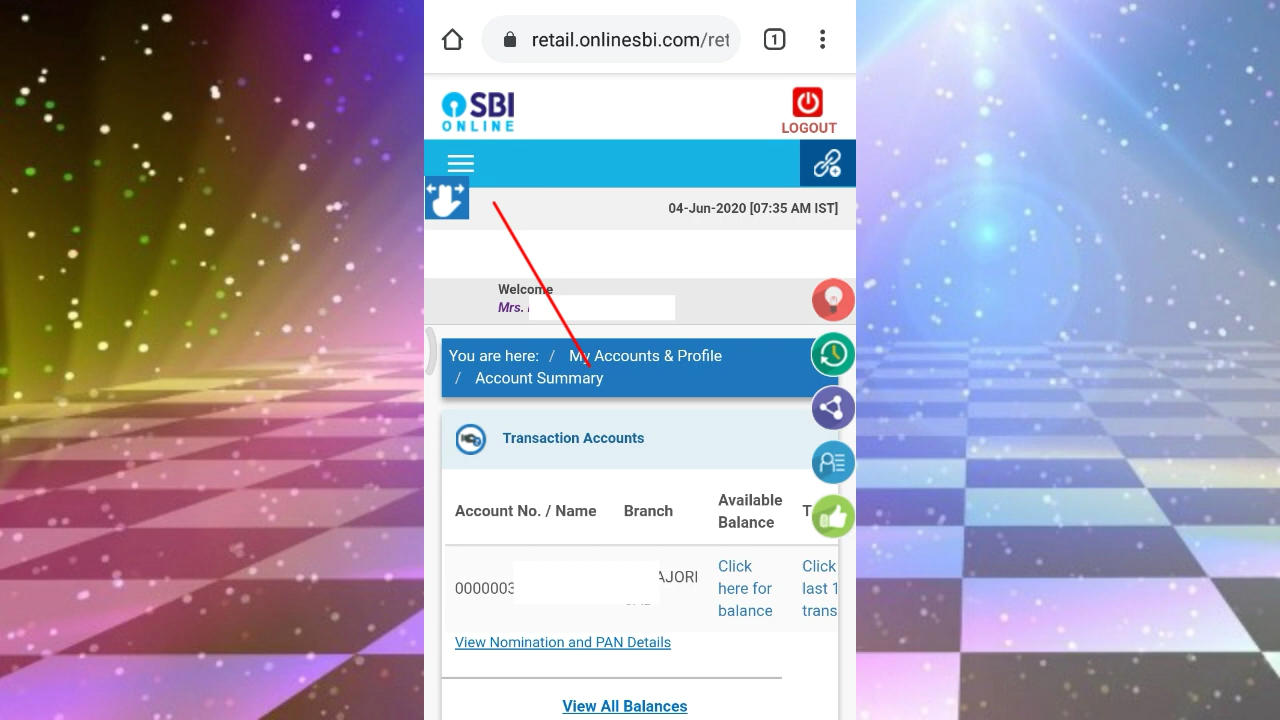 retail.onlinesbi.com/ret
1
SBI
ONLINE
LOGOUT
04-Jun-2020 [07:35 AM IST]
Welcome
Mrs.
You are here: / My Accounts & Profile
/ Account Summary
Transaction Accounts
Account No. / Name Branch Available Balance T
0000003 AJORI Click here for balance Click last 1 trans
View Nomination and PAN Details
View All Balances